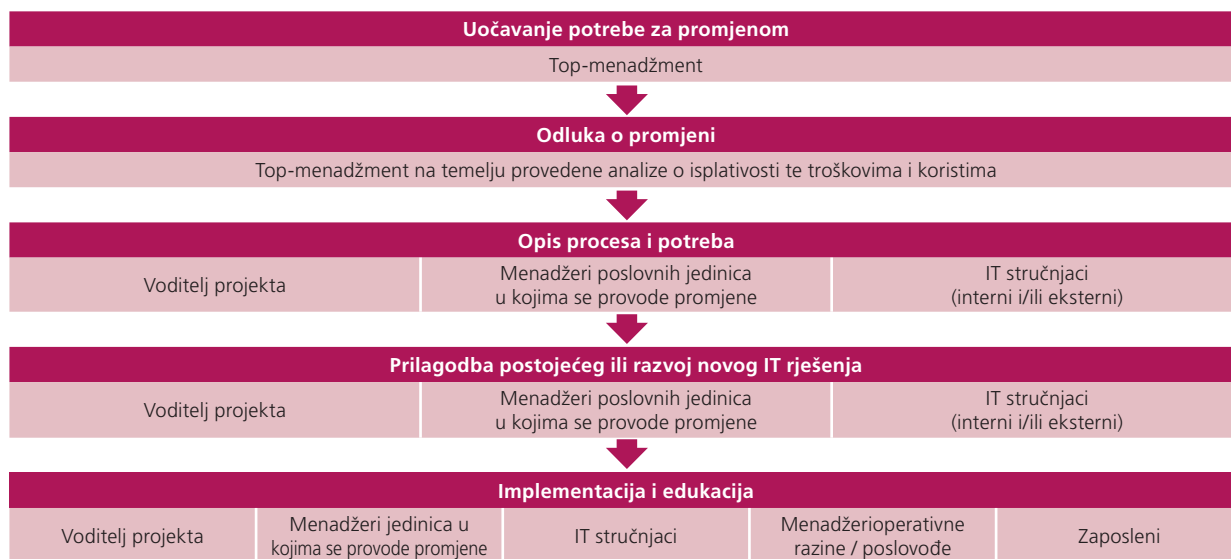 Uočavanje potrebe za promjenom
Top-menadžment
Odluka o promjeni
Top-menadžment na temelju provedene analize o isplativosti te troškovima i koristima
Opis procesa i potreba
Voditelj projekta
Menadžeri poslovnih jedinica
u kojima se provode promjene
IT stručnjaci
(interni i/ili eksterni)
Prilagodba postojećeg ili razvoj novog IT rješenja
Voditelj projekta
Menadžeri poslovnih jedinica
u kojima se provode promjene
IT stručnjaci
(interni i/ili eksterni)
Implementacija i edukacija
Voditelj projekta
Menadžeri jedinica u
kojima se provode promjene
IT stručnjaci
Menadžerioperativne
razine / poslovođe
Zaposleni